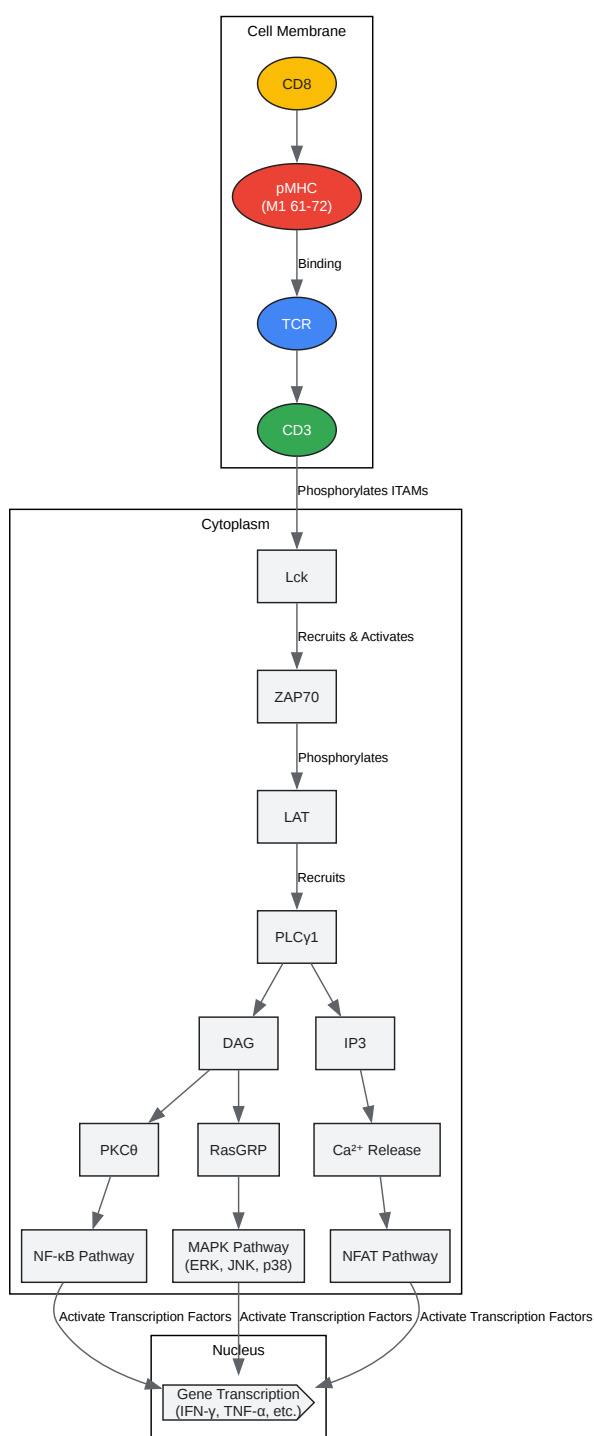 Cell Membrane
CD8
pMHC
(M1 61-72)
Binding
TCR
CD3
Phosphorylates ITAMs
Cytoplasm
Lck
Recruits & Activates
ZAP70
Phosphorylates
LAT
Recruits
PLCγ1
DAG
IP3
PKCθ
RasGRP
Ca²⁺ Release
NF-κB Pathway
MAPK Pathway
(ERK, JNK, p38)
NFAT Pathway
Activate Transcription Factors
Activate Transcription Factors
Activate Transcription Factors
Nucleus
Gene Transcription
(IFN-γ, TNF-α, etc.)